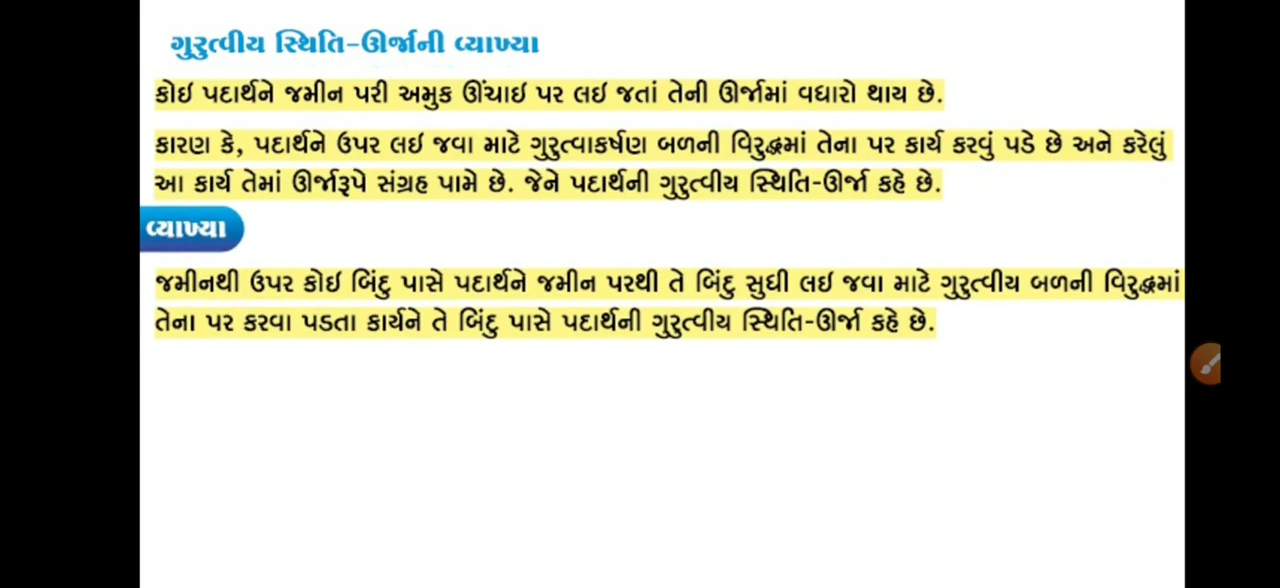 ગુરુત્વીય સ્થિતિ-ઊર્જાની વ્યાખ્યા
કોઇ પદાર્થને જમીન પરી અમુક ઊંચાઇ પર લઇ જતાં તેની ઊર્જામાં વધારો થાય છે.
કારણ કે, પદાર્થને ઉપર લઇ જવા માટે ગુરુત્વાકર્ષણ બળની વિરુદ્ધમાં તેના પર કાર્ય કરવું પડે છે અને કરેલું
આ કાર્ય તેમાં ઊર્જારૂપે સંગ્રહ પામે છે. જેને પદાર્થની ગુરુત્વીય સ્થિતિ-ઊર્જા કહે છે.
વ્યાખ્યા
જમીનથી ઉપર કોઇ બિંદુ પાસે પદાર્થને જમીન પરથી તે બિંદુ સુધી લઇ જવા માટે ગુરુત્વીય બળની વિરુદ્ધમાં
તેના પર કરવા પડતા કાર્યને તે બિંદુ પાસે પદાર્થની ગુરુત્વીય સ્થિતિ-ઊર્જા કહે છે.